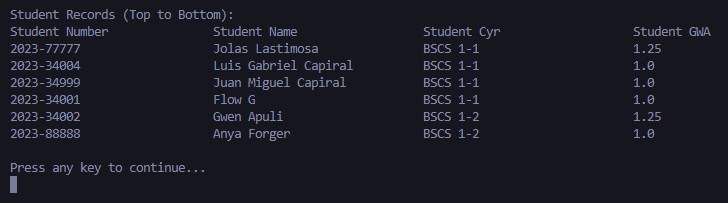 Student Records (Top to Bottom):
Student Number Student Name Student Cyr Student GWA
2023-77777 Jolas Lastimosa BSCS 1-1 1.25
2023-34004 Luis Gabriel Capiral BSCS 1-1 1.0
2023-34999 Juan Miguel Capiral BSCS 1-1 1.0
2023-34001 Flow G BSCS 1-1 1.0
2023-34002 Gwen Apuli BSCS 1-2 1.25
2023-88888 Anya Forger BSCS 1-2 1.0
Press any key to continue...